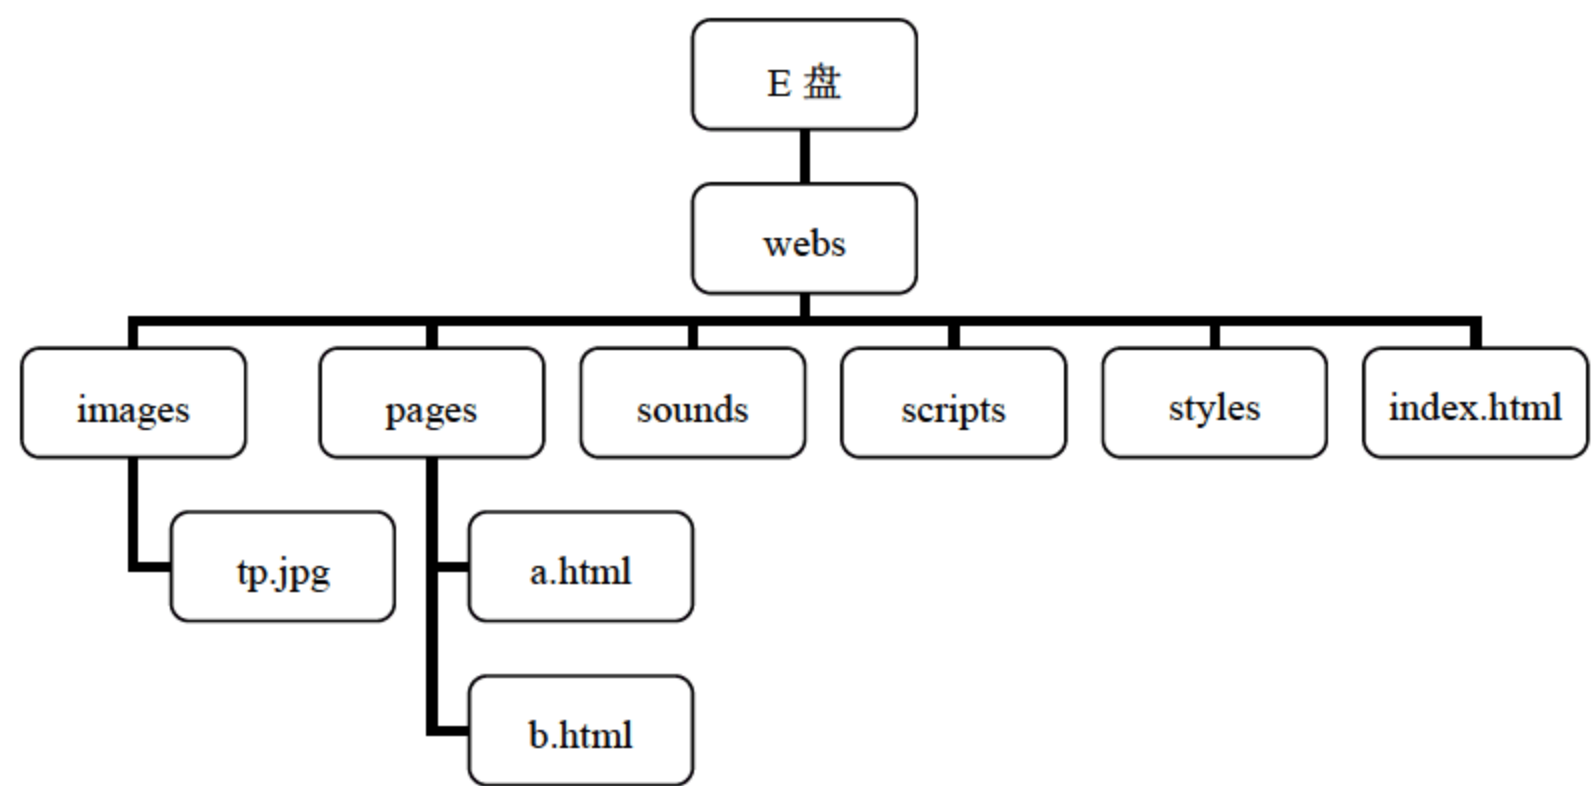 E 盘
webs
images
pages
sounds
scripts
styles
index.html
tp.jpg
a.html
b.html